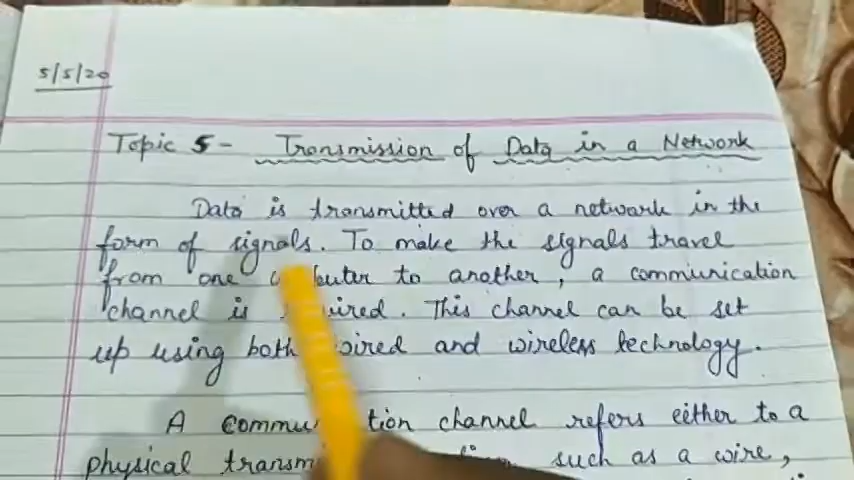 5/5/20
Topic 5 - Transmission of Data in a Network
Data is transmitted over a network in the
form of signals. To make the signals travel
from one to another, a communication
channel is . This channel can be set
up using both wired and wireless technology.
A channel refers either to a
physical such as a wire,